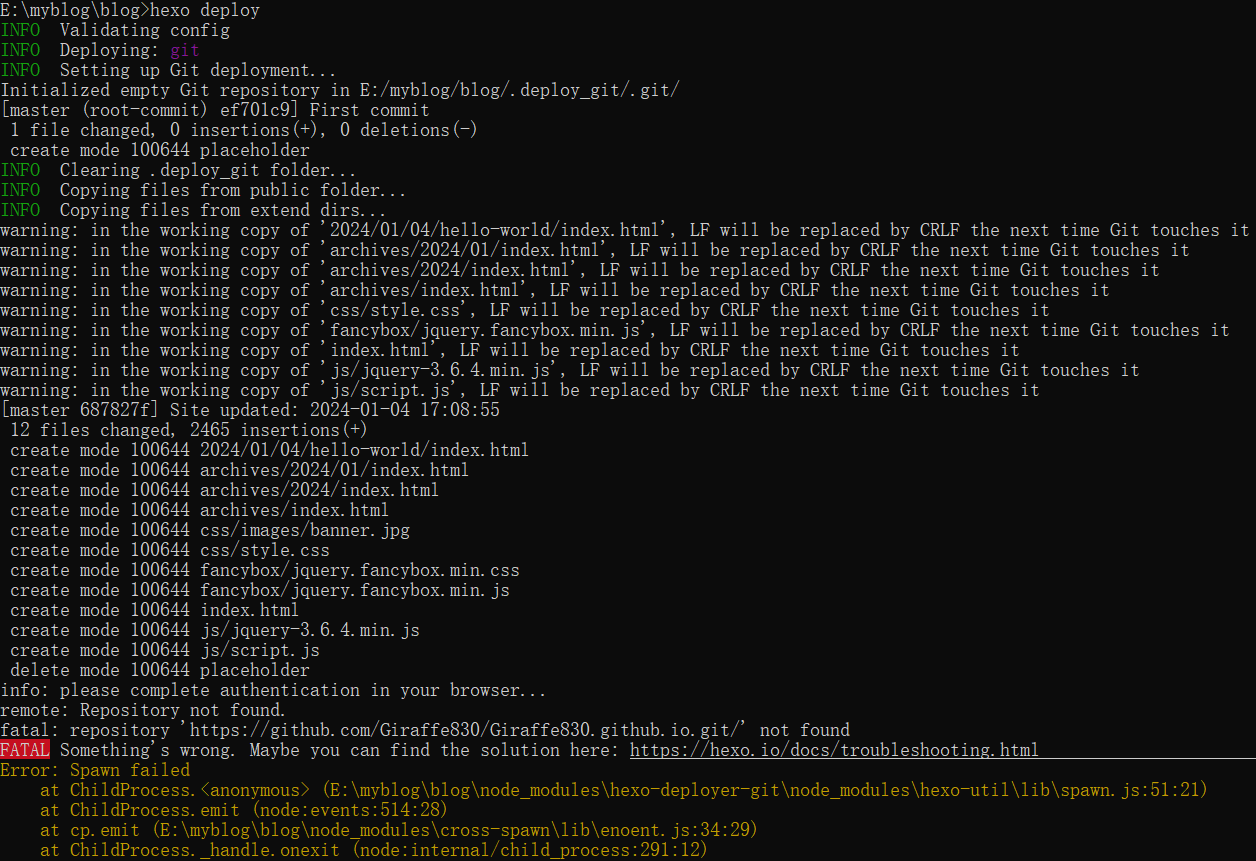 E:\myblog\blog>hexo deploy
INFO  Validating config
INFO  Deploying: git
INFO  Setting up Git deployment...
Initialized empty Git repository in E:/myblog/blog/.deploy_git/.git/
[master (root-commit) ef701c9] First commit
 1 file changed, 0 insertions(+), 0 deletions(-)
 create mode 100644 placeholder
INFO  Clearing .deploy_git folder...
INFO  Copying files from public folder...
INFO  Copying files from extend dirs...
warning: in the working copy of '2024/01/04/hello-world/index.html', LF will be replaced by CRLF the next time Git touches it
warning: in the working copy of 'archives/2024/01/index.html', LF will be replaced by CRLF the next time Git touches it
warning: in the working copy of 'archives/2024/index.html', LF will be replaced by CRLF the next time Git touches it
warning: in the working copy of 'archives/index.html', LF will be replaced by CRLF the next time Git touches it
warning: in the working copy of 'css/style.css', LF will be replaced by CRLF the next time Git touches it
warning: in the working copy of 'fancybox/jquery.fancybox.min.js', LF will be replaced by CRLF the next time Git touches it
warning: in the working copy of 'index.html', LF will be replaced by CRLF the next time Git touches it
warning: in the working copy of 'js/jquery-3.6.4.min.js', LF will be replaced by CRLF the next time Git touches it
warning: in the working copy of 'js/script.js', LF will be replaced by CRLF the next time Git touches it
[master 687827f] Site updated: 2024-01-04 17:08:55
 12 files changed, 2465 insertions(+)
 create mode 100644 2024/01/04/hello-world/index.html
 create mode 100644 archives/2024/01/index.html
 create mode 100644 archives/2024/index.html
 create mode 100644 archives/index.html
 create mode 100644 css/images/banner.jpg
 create mode 100644 css/style.css
 create mode 100644 fancybox/jquery.fancybox.min.css
 create mode 100644 fancybox/jquery.fancybox.min.js
 create mode 100644 index.html
 create mode 100644 js/jquery-3.6.4.min.js
 create mode 100644 js/script.js
 delete mode 100644 placeholder
info: please complete authentication in your browser...
remote: Repository not found.
fatal: repository 'https://github.com/Giraffe830/Giraffe830.github.io.git/' not found
FATAL Something's wrong. Maybe you can find the solution here: https://hexo.io/docs/troubleshooting.html
Error: Spawn failed
    at ChildProcess.<anonymous> (E:\myblog\blog\node_modules\hexo-deployer-git\node_modules\hexo-util\lib\spawn.js:51:21)
    at ChildProcess.emit (node:events:514:28)
    at cp.emit (E:\myblog\blog\node_modules\cross-spawn\lib\enoent.js:34:29)
    at ChildProcess._handle.onexit (node:internal/child_process:291:12)